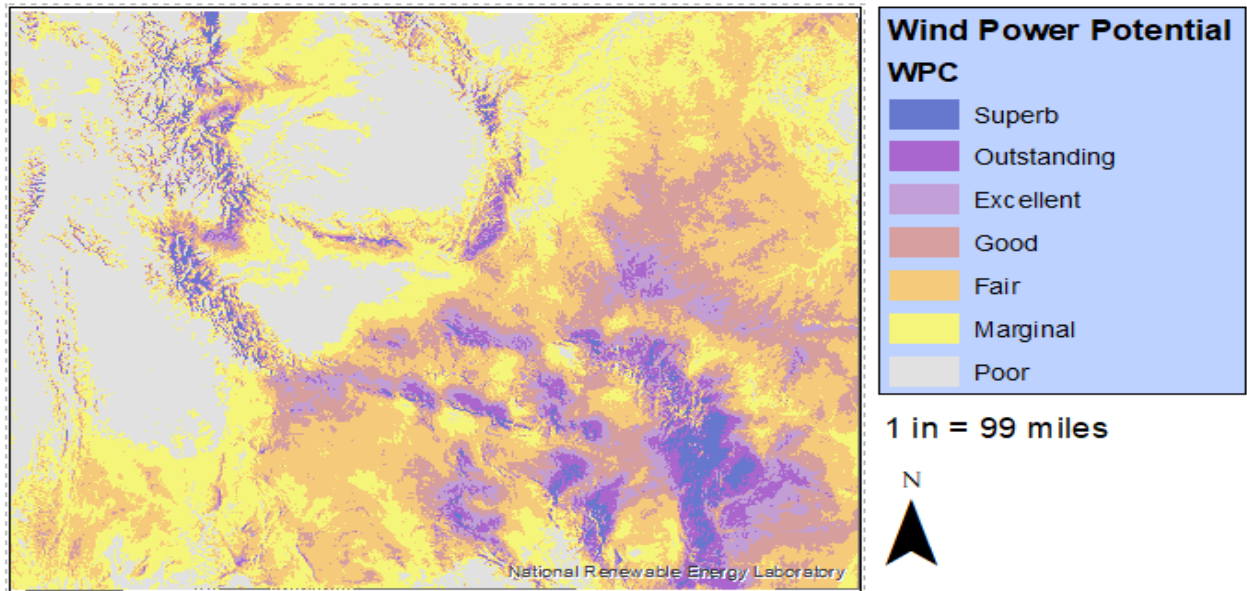 Wind Power Potential
WPC
Superb
Outstanding
Excellent
Good
Fair
Marginal
Poor
1 in = 99 miles
N
National Renewable Energy Laboratory